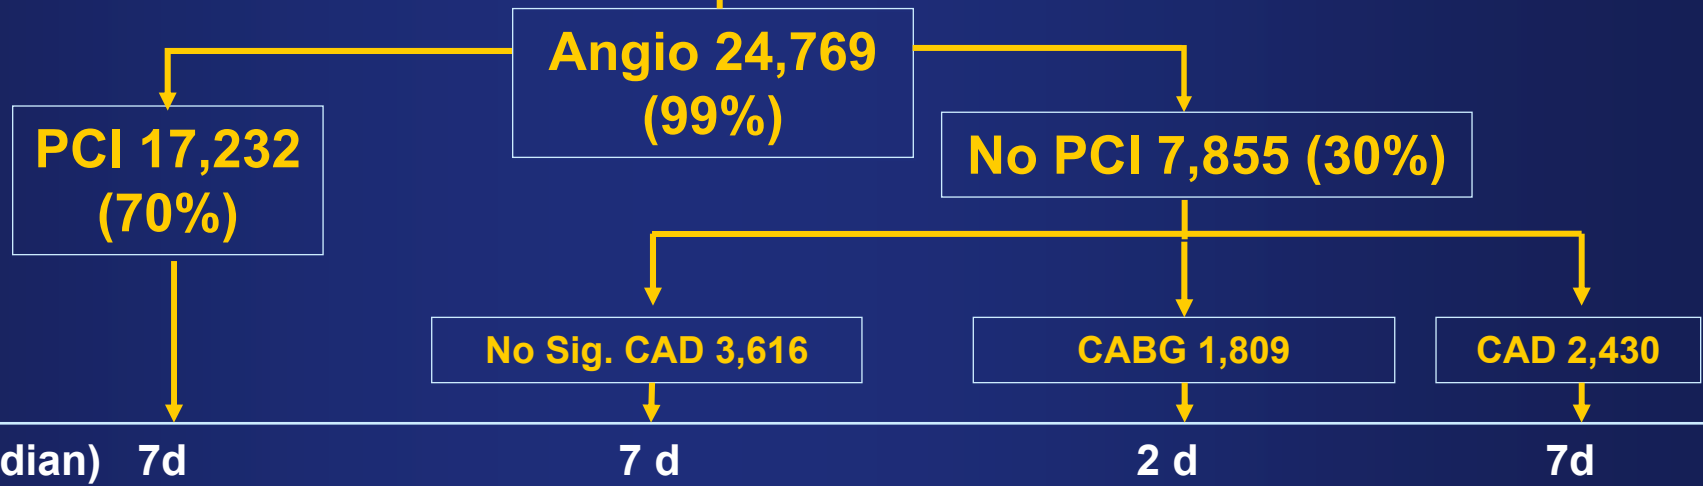 Angio 24,769
(99%)
PCI 17,232
(70%)
No PCI 7,855 (30%)
No Sig. CAD 3,616
CABG 1,809
CAD 2,430
dian) 7d 7 d 2 d 7d